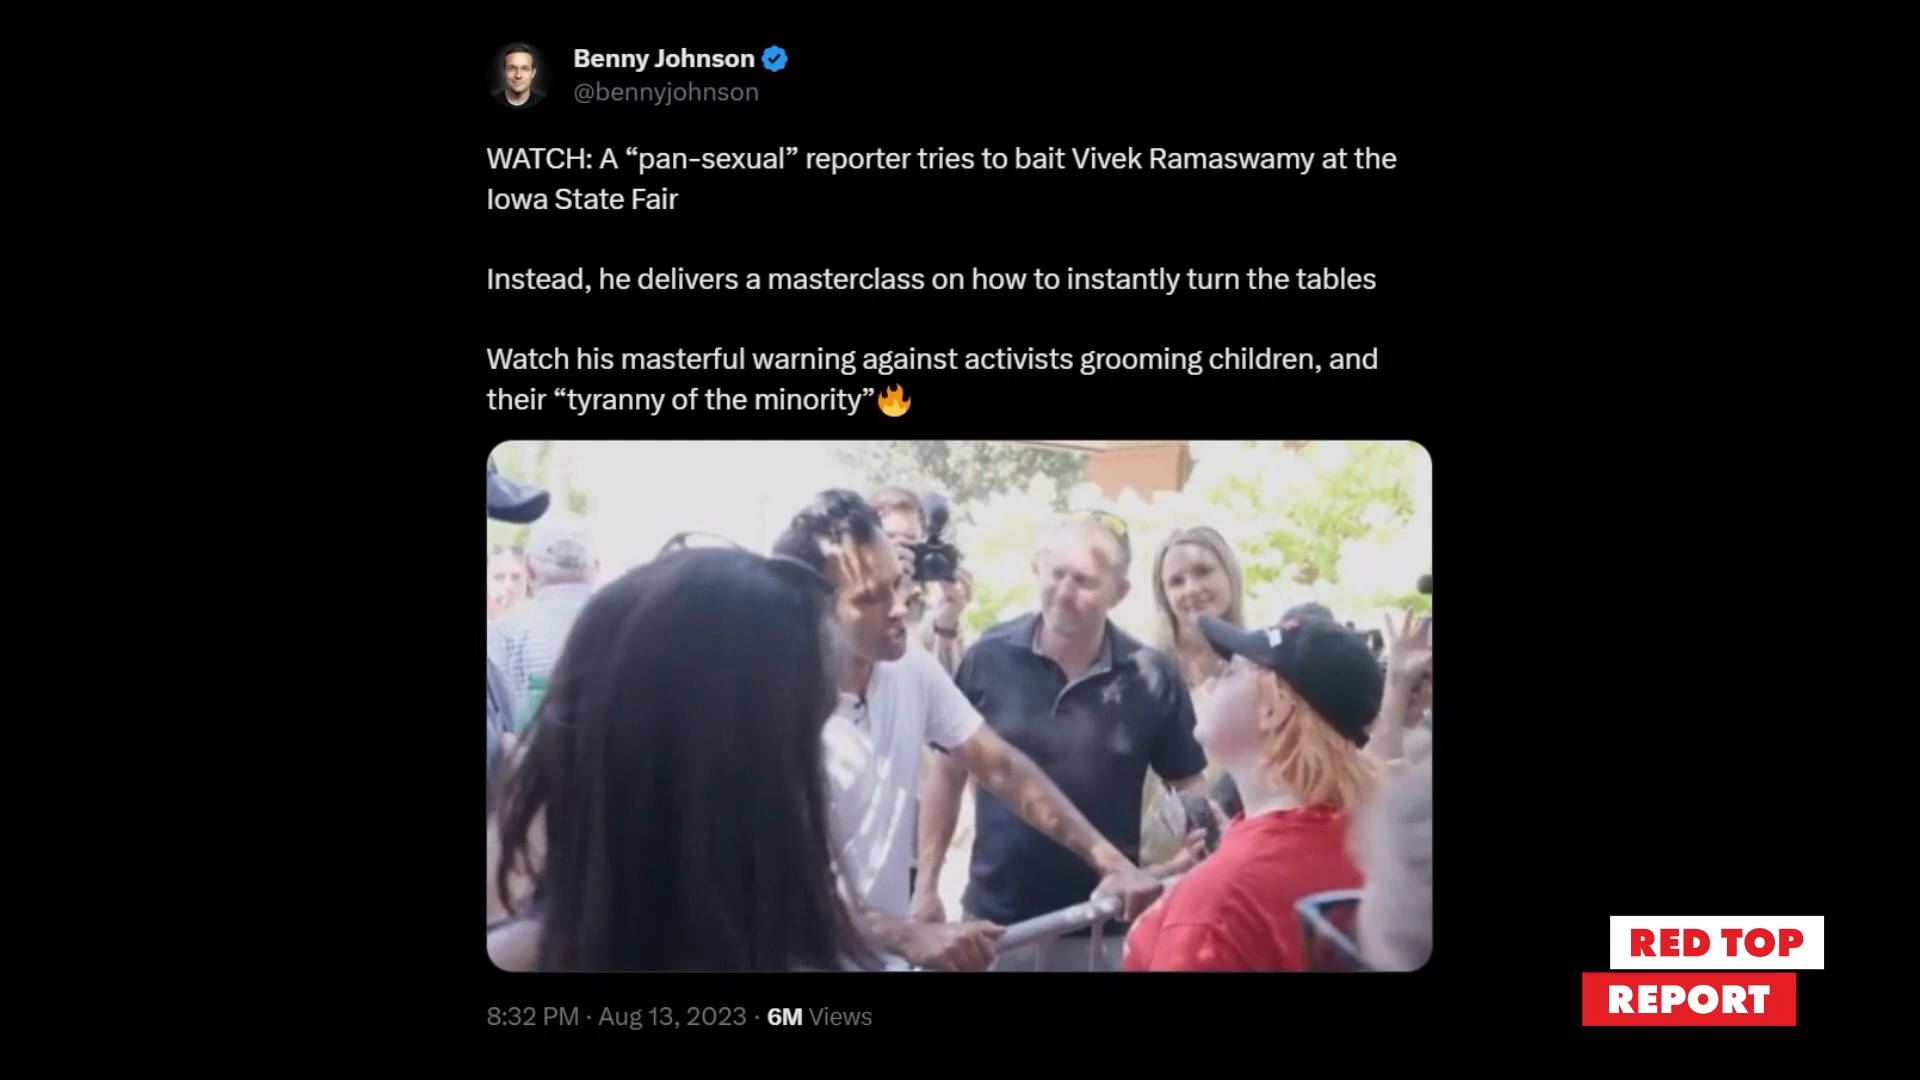 Benny Johnson
@bennyjohnson
WATCH: A “pan-sexual” reporter tries to bait Vivek Ramaswamy at the
Iowa State Fair
Instead, he delivers a masterclass on how to instantly turn the tables
Watch his masterful warning against activists grooming children, and
their “tyranny of the minority”🔥
8:32 PM · Aug 13, 2023 · 6M Views
RED TOP
REPORT